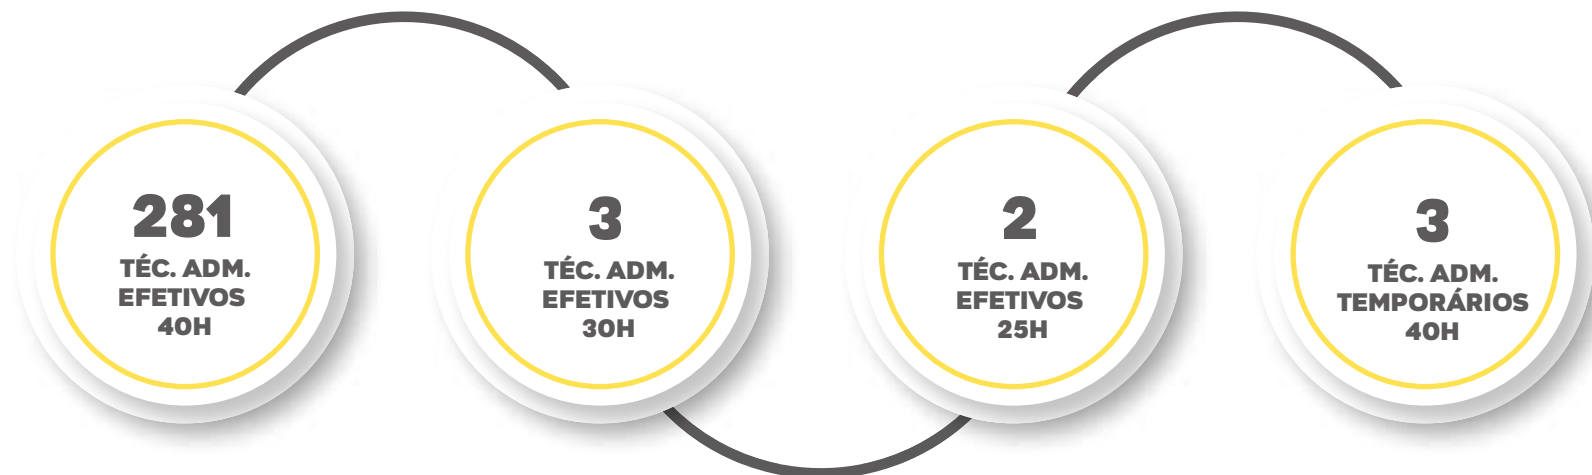 281
TÉC. ADM.
EFETIVOS
40H
3
TÉC. ADM.
EFETIVOS
30H
2
TÉC. ADM.
EFETIVOS
25H
3
TÉC. ADM.
TEMPORÁRIOS
40H